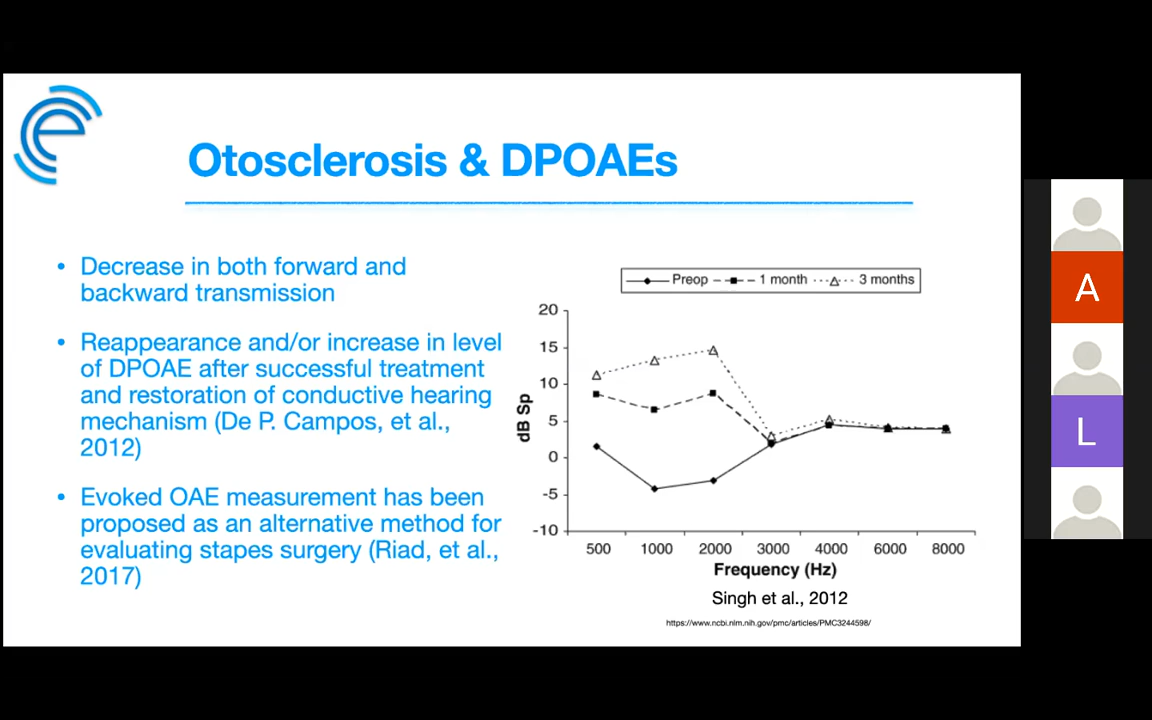 e
Otosclerosis & DPOAEs
• Decrease in both forward and
backward transmission
• Reappearance and/or increase in level
of DPOAE after successful treatment
and restoration of conductive hearing
mechanism (De P. Campos, et al.,
2012)
• Evoked OAE measurement has been
proposed as an alternative method for
evaluating stapes surgery (Riad, et al.,
2017)
Preop 1 month 3 months
20
15
10
5
0
-5
-10
dB Sp
500 1000 2000 3000 4000 6000 8000
Frequency (Hz)
Singh et al., 2012
https://www.ncbi.nlm.nih.gov/pmc/articles/PMC3244598/
A
L